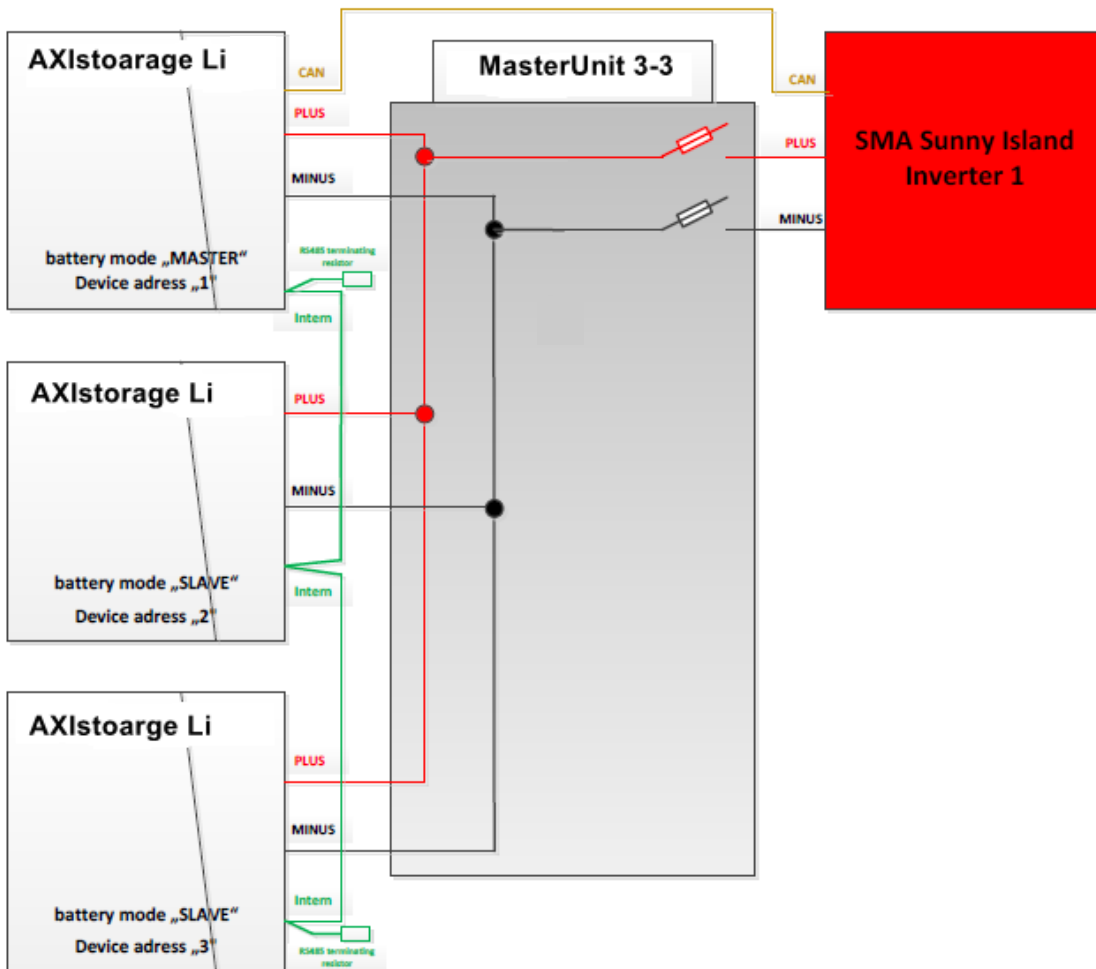 AXIstoarage Li
CAN
PLUS
MINUS
battery mode „MASTER“
Device adress „1"
RS485 terminating
resistor
Intern
MasterUnit 3-3
CAN
PLUS
MINUS
SMA Sunny Island
Inverter 1
AXIstorage Li
PLUS
MINUS
battery mode „SLAVE“
Device adress „2"
Intern
AXIstoarge Li
PLUS
MINUS
battery mode „SLAVE“
Device adress „3"
Intern
RS485 terminating
resistor